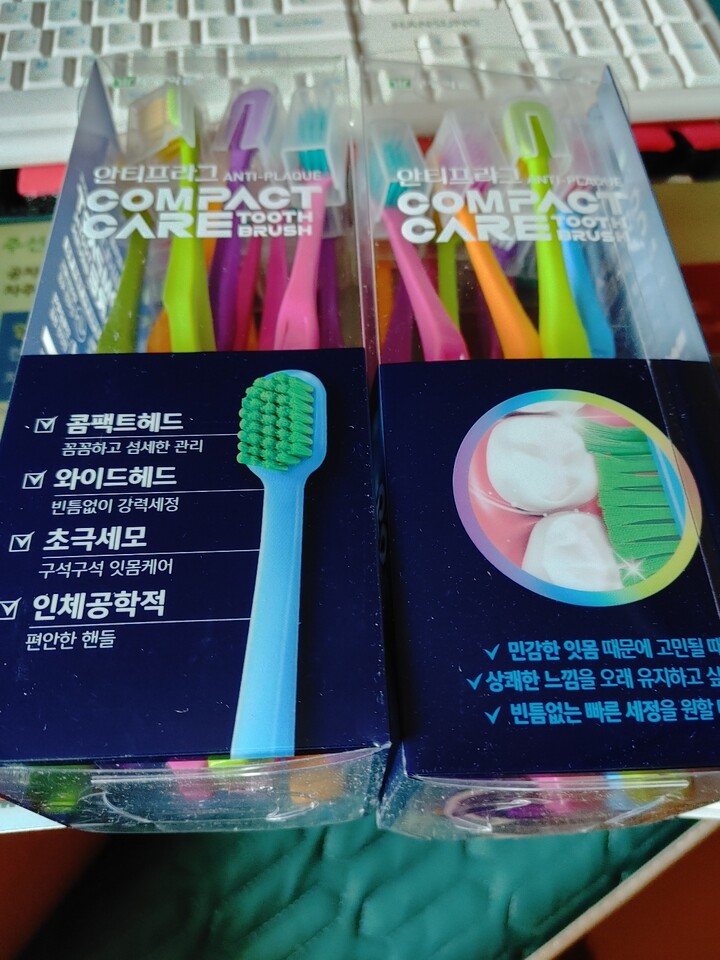 HANSUNG
안티프라그 ANTI-PLAQUE
COMPACT
CARE TOOTH
BRUSH
콤팩트헤드
꼼꼼하고 섬세한 관리
와이드헤드
빈틈없이 강력세정
초극세모
구석구석 잇몸케어
인체공학적
편안한 핸들
안티프라그 ANTI-PLAQUE
COMPACT
CARE TOOTH
BRUSH
민감한 잇몸 때문에 고민될
상쾌한 느낌을 오래 유지하고
빈틈없는 빠른 세정을 원할